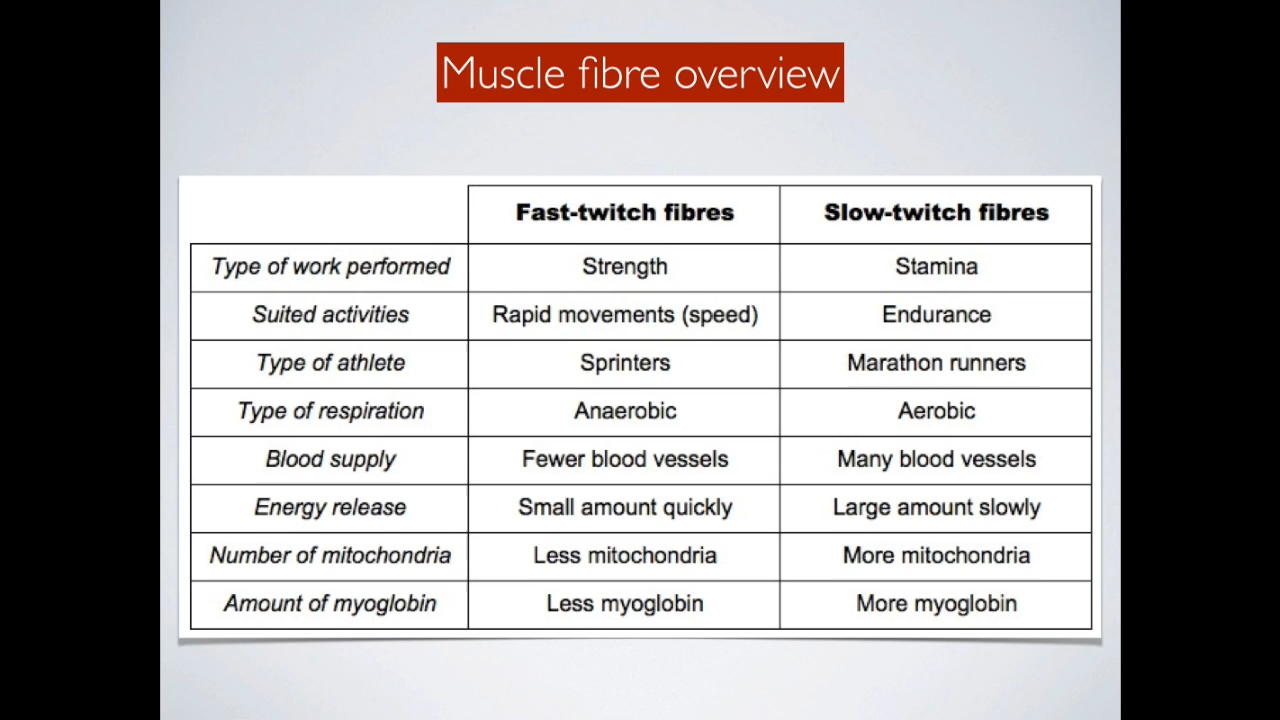 Muscle fibre overview
Fast-twitch fibres Slow-twitch fibres
Type of work performed Strength Stamina
Suited activities Rapid movements (speed) Endurance
Type of athlete Sprinters Marathon runners
Type of respiration Anaerobic Aerobic
Blood supply Fewer blood vessels Many blood vessels
Energy release Small amount quickly Large amount slowly
Number of mitochondria Less mitochondria More mitochondria
Amount of myoglobin Less myoglobin More myoglobin